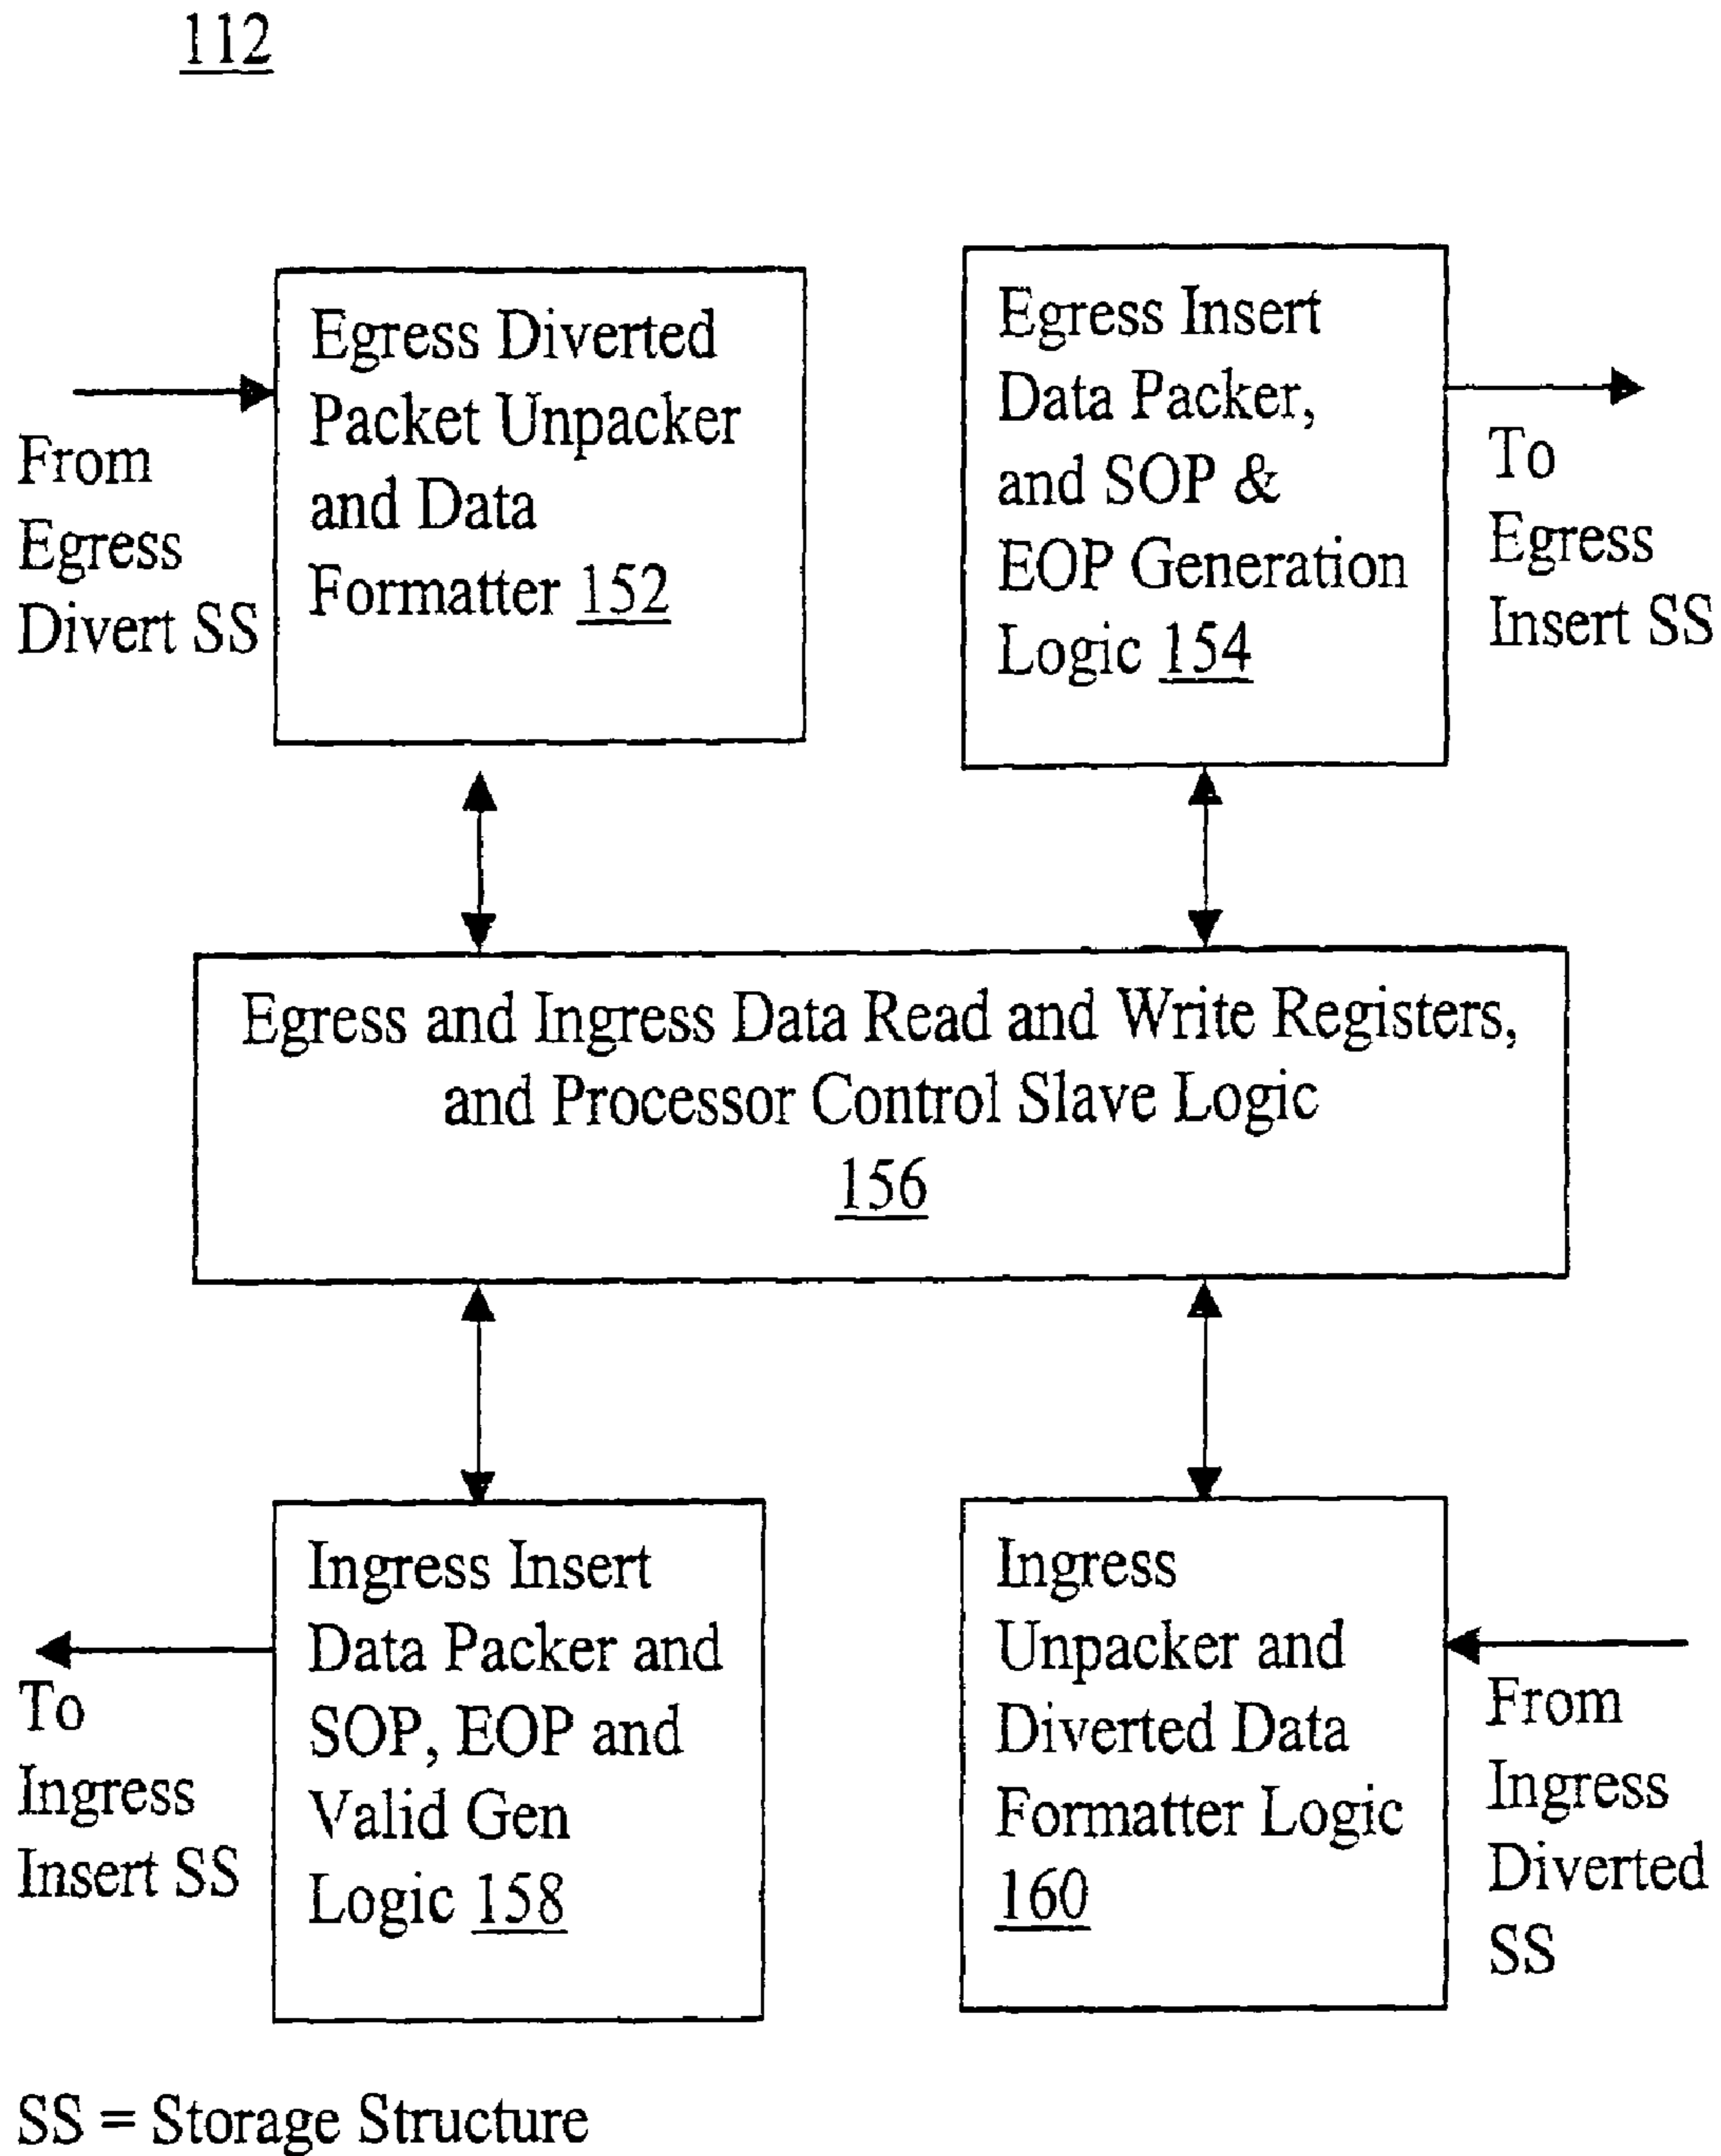 112
Egress Diverted
Packet Unpacker
and Data
Formatter 152
From
Egress
Divert SS
Egress Insert
Data Packer,
and SOP &
EOP Generation
Logic 154
To
Egress
Insert SS
Egress and Ingress Data Read and Write Registers,
and Processor Control Slave Logic
156
Ingress Insert
Data Packer and
SOP, EOP and
Valid Gen
Logic 158
To
Ingress
Insert SS
Ingress
Unpacker and
Diverted Data
Formatter Logic
160
From
Ingress
Diverted
SS
SS = Storage Structure